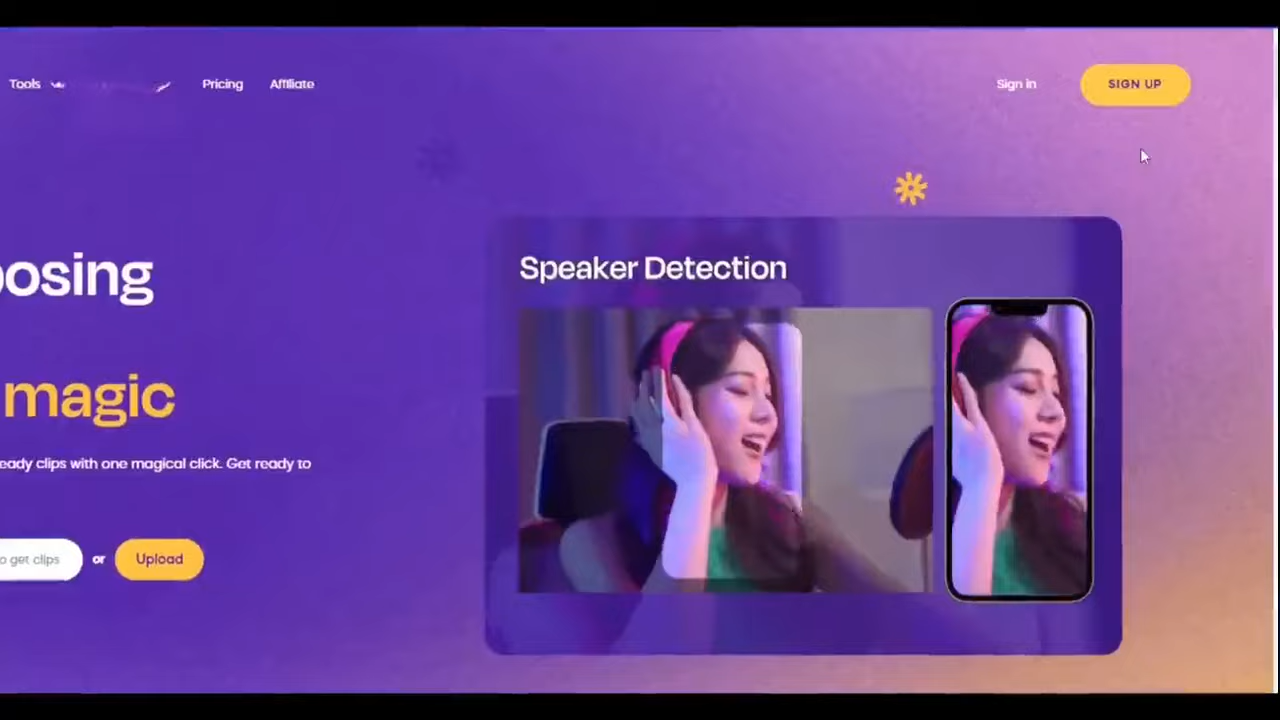 Tools
Pricing
Affiliate
Sign in
SIGN UP
Speaker Detection
posing
magic
eady clips with one magical click. Get ready to
o get clips
or
Upload